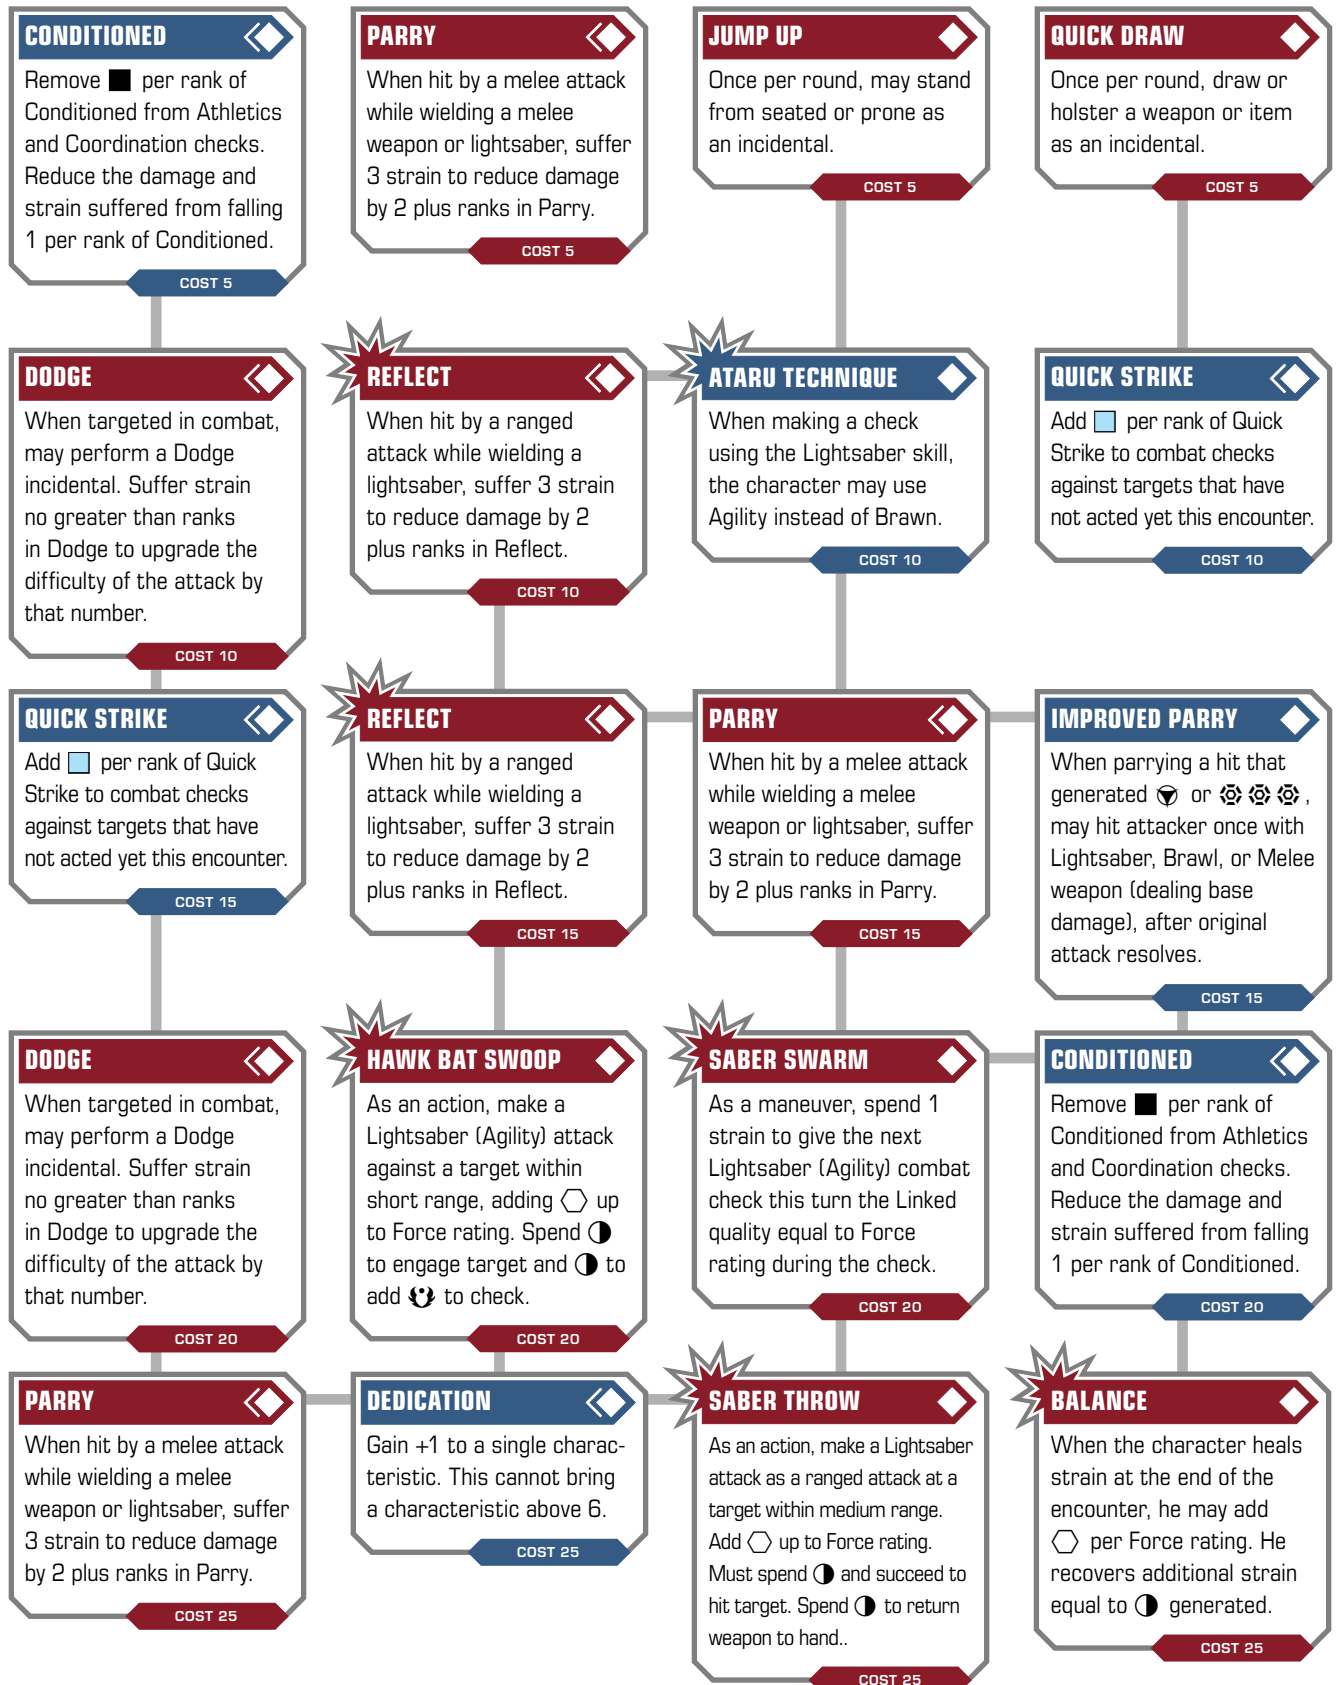 CONDITIONED
Remove per rank of
Conditioned from Athletics
and Coordination checks.
Reduce the damage and
strain suffered from falling
1 per rank of Conditioned.
COST 5
PARRY
When hit by a melee attack
while wielding a melee
weapon or lightsaber, suffer
3 strain to reduce damage
by 2 plus ranks in Parry.
COST 5
JUMP UP
Once per round, may stand
from seated or prone as
an incidental.
COST 5
QUICK DRAW
Once per round, draw or
holster a weapon or item
as an incidental.
COST 5
DODGE
When targeted in combat,
may perform a Dodge
incidental. Suffer strain
no greater than ranks
in Dodge to upgrade the
difficulty of the attack by
that number.
COST 10
REFLECT
When hit by a ranged
attack while wielding a
lightsaber, suffer 3 strain
to reduce damage by 2
plus ranks in Reflect.
COST 10
ATARU TECHNIQUE
When making a check
using the Lightsaber skill,
the character may use
Agility instead of Brawn.
COST 10
QUICK STRIKE
Add per rank of Quick
Strike to combat checks
against targets that have
not acted yet this encounter.
COST 10
QUICK STRIKE
Add per rank of Quick
Strike to combat checks
against targets that have
not acted yet this encounter.
COST 15
REFLECT
When hit by a ranged
attack while wielding a
lightsaber, suffer 3 strain
to reduce damage by 2
plus ranks in Reflect.
COST 15
PARRY
When hit by a melee attack
while wielding a melee
weapon or lightsaber, suffer
3 strain to reduce damage
by 2 plus ranks in Parry.
COST 15
IMPROVED PARRY
When parrying a hit that
generated or ,
may hit attacker once with
Lightsaber, Brawl, or Melee
weapon (dealing base
damage), after original
attack resolves.
COST 15
DODGE
When targeted in combat,
may perform a Dodge
incidental. Suffer strain
no greater than ranks
in Dodge to upgrade the
difficulty of the attack by
that number.
COST 20
HAWK BAT SWOOP
As an action, make a
Lightsaber (Agility) attack
against a target within
short range, adding up
to Force rating. Spend
to engage target and to
add to check.
COST 20
SABER SWARM
As a maneuver, spend 1
strain to give the next
Lightsaber (Agility) combat
check this turn the Linked
quality equal to Force
rating during the check.
COST 20
CONDITIONED
Remove per rank of
Conditioned from Athletics
and Coordination checks.
Reduce the damage and
strain suffered from falling
1 per rank of Conditioned.
COST 20
PARRY
When hit by a melee attack
while wielding a melee
weapon or lightsaber, suffer
3 strain to reduce damage
by 2 plus ranks in Parry.
COST 25
DEDICATION
Gain +1 to a single charac-
teristic. This cannot bring
a characteristic above 6.
COST 25
SABER THROW
As an action, make a Lightsaber
attack as a ranged attack at a
target within medium range.
Add up to Force rating.
Must spend and succeed to
hit target. Spend to return
weapon to hand..
COST 25
BALANCE
When the character heals
strain at the end of the
encounter, he may add
per Force rating. He
recovers additional strain
equal to generated.
COST 25